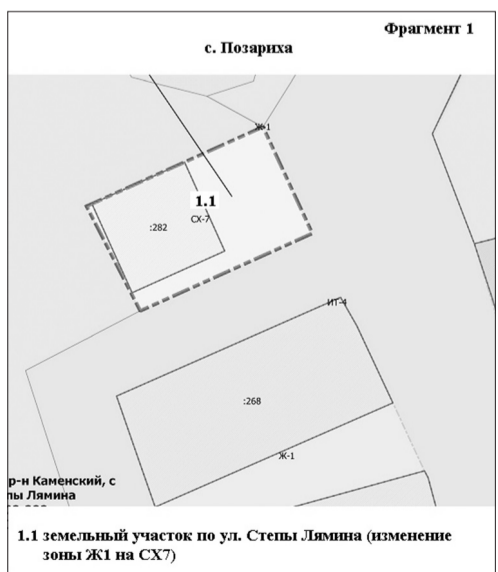 Фрагмент 1
с. Позариха
Ж-1
1.1
СХ-7
:282
ИТ-4
:268
Ж-1
р-н Каменский, с
пы Лямина
1.1 земельный участок по ул. Степы Лямина (изменение
зоны Ж1 на СХ7)